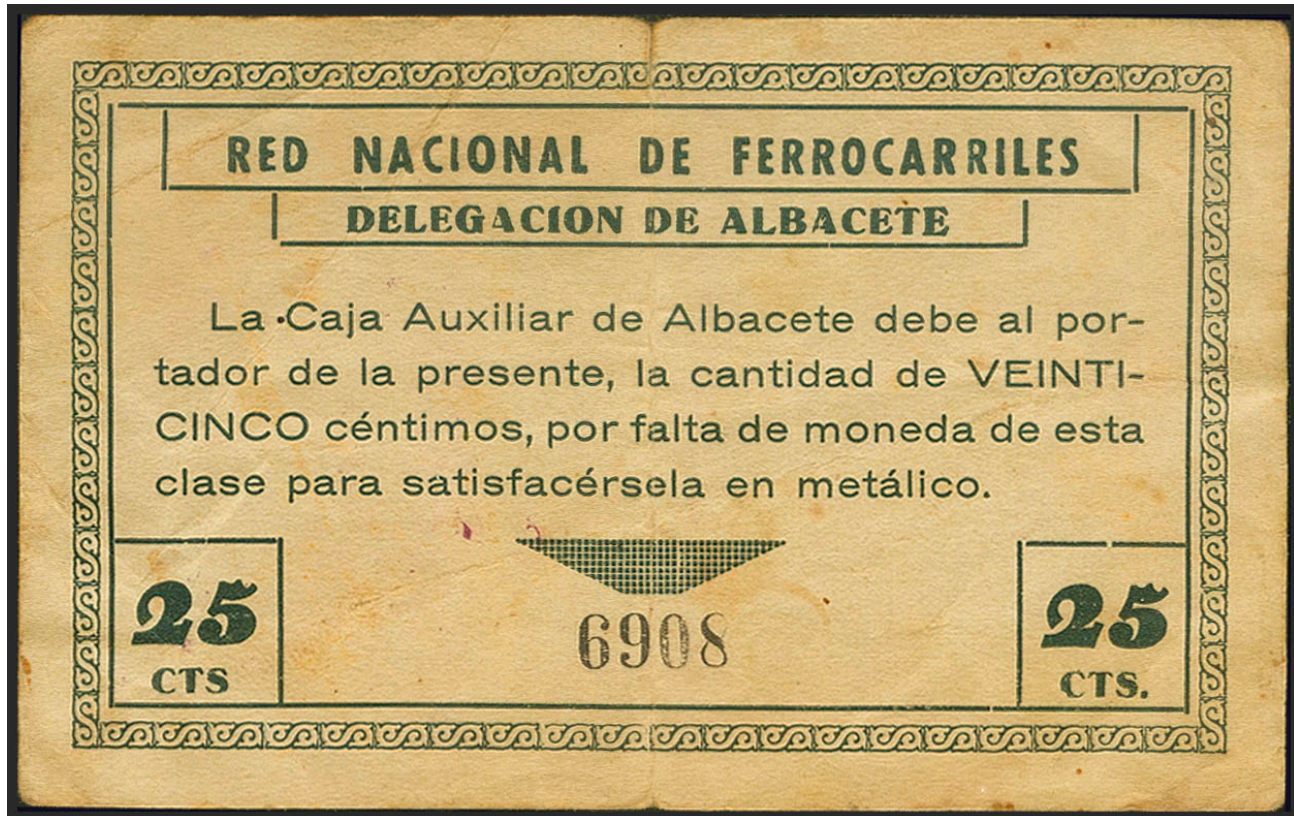 RED NACIONAL DE FERROCARRILES
DELEGACION DE ALBACETE
La Caja Auxiliar de Albacete debe al por-
tador de la presente, la cantidad de VEINTI-
CINCO céntimos, por falta de moneda de esta
clase para satisfacérsela en metálico.
25
CTS
6908
25
CTS.